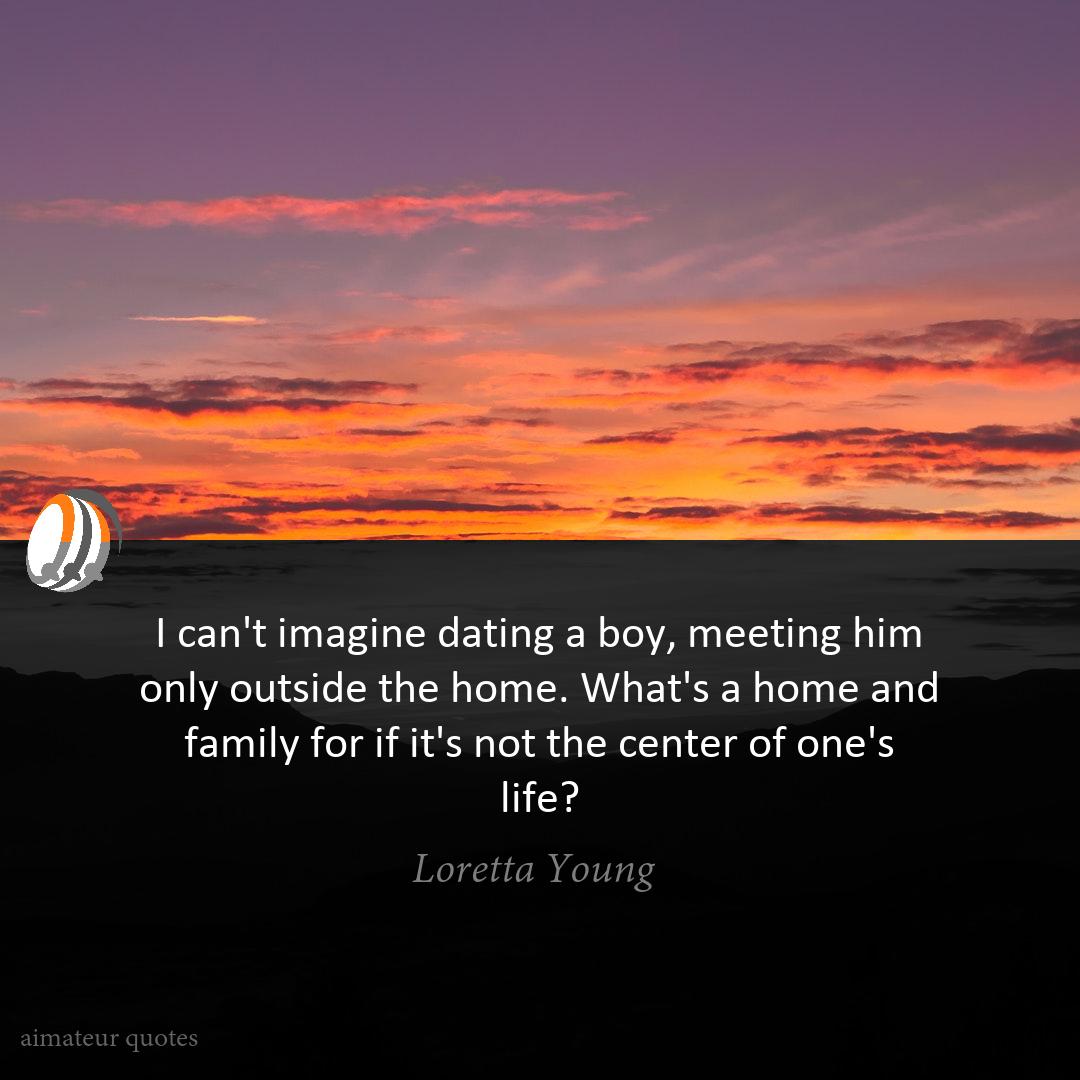 I can't imagine dating a boy, meeting him
only outside the home. What's a home and
family for if it's not the center of one's
life?
Loretta Young
aimateur quotes